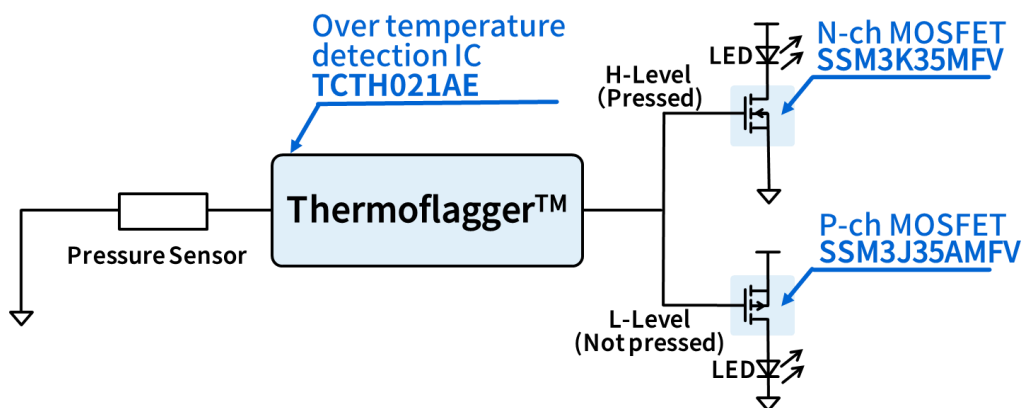 Over temperature
detection IC
TCTH021AE
Thermoflagger™
Pressure Sensor
H-Level
(Pressed)
LED
N-ch MOSFET
SSM3K35MFV
P-ch MOSFET
SSM3J35AMFV
L-Level
(Not pressed)
LED